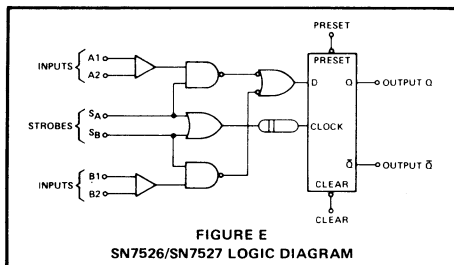 PRESET
INPUTS
A1
A2
PRESET
D
Q
OUTPUT Q
STROBES
SA
SB
CLOCK
INPUTS
B1
B2
Q̅
OUTPUT Q̅
CLEAR
CLEAR
FIGURE E
SN7526/SN7527 LOGIC DIAGRAM